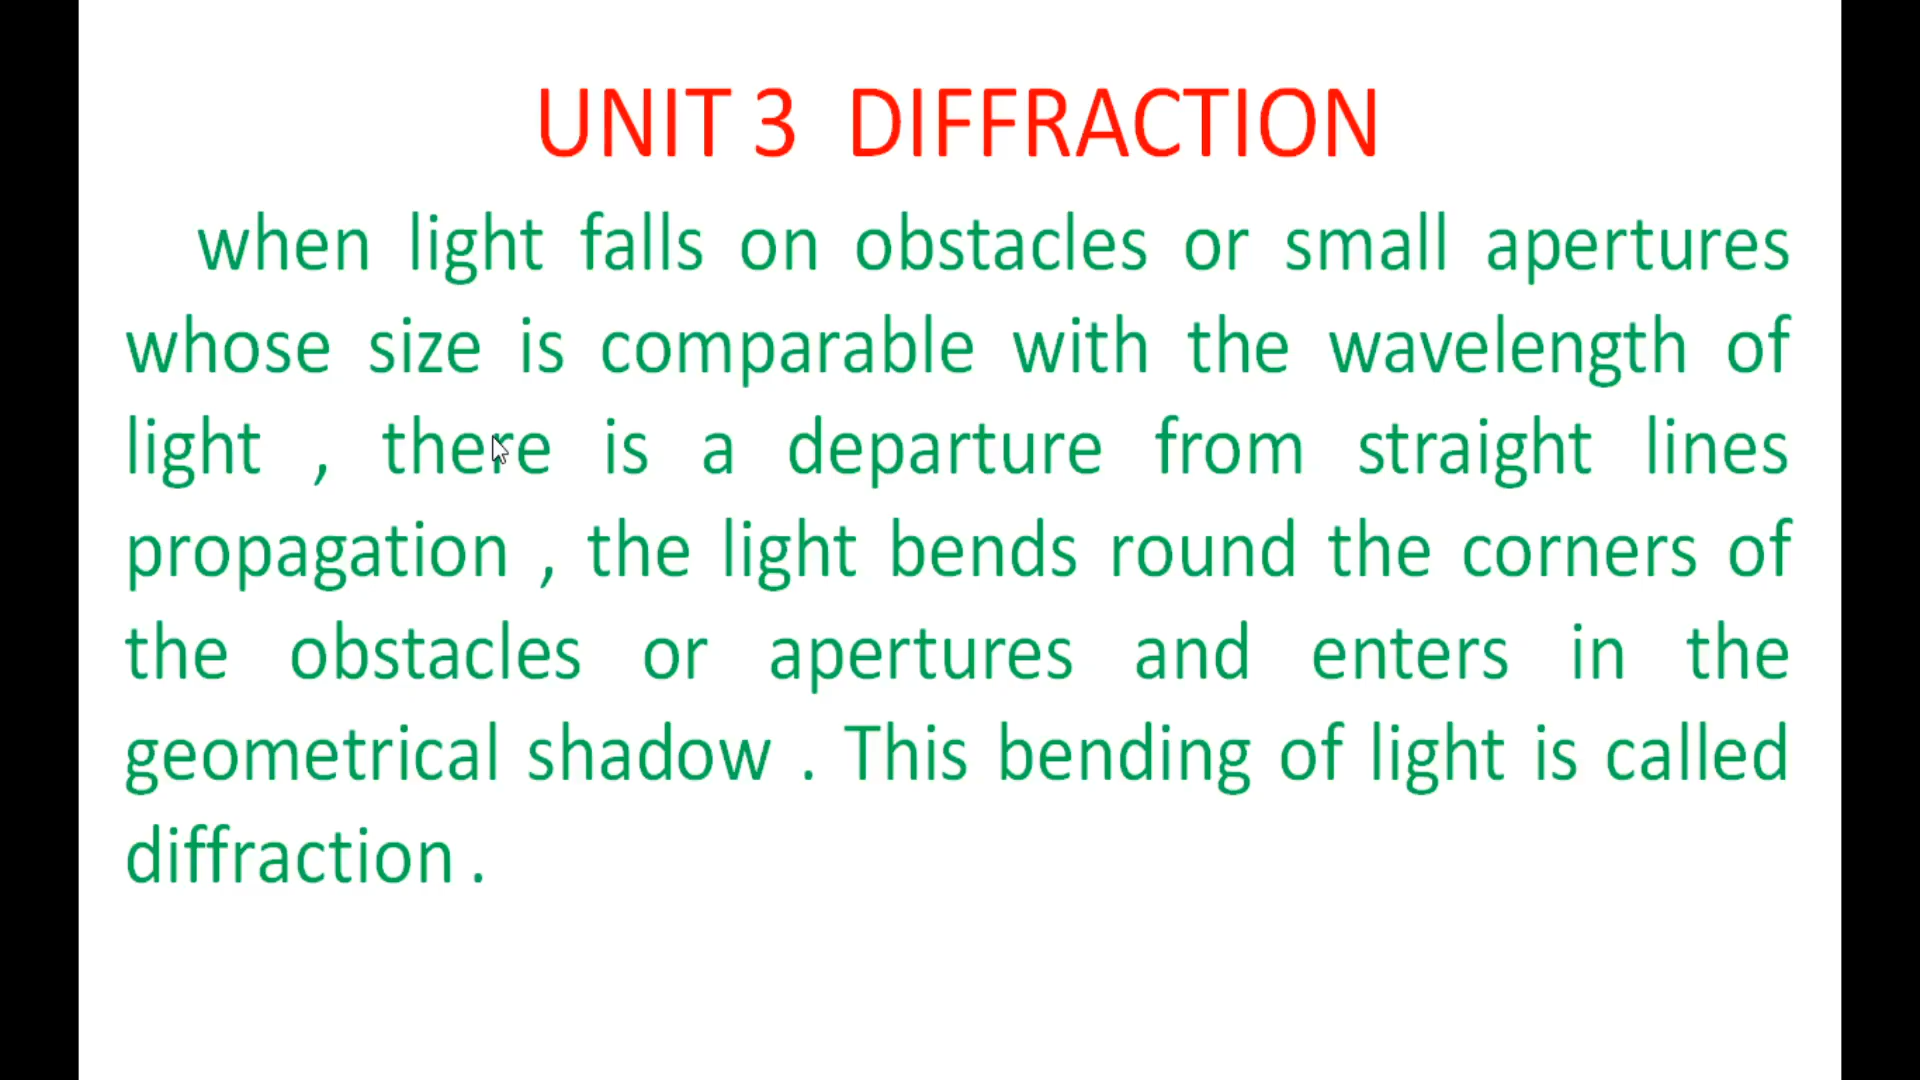 UNIT 3 DIFFRACTION
when light falls on obstacles or small apertures
whose size is comparable with the wavelength of
light , there is a departure from straight lines
propagation , the light bends round the corners of
the obstacles or apertures and enters in the
geometrical shadow . This bending of light is called
diffraction .